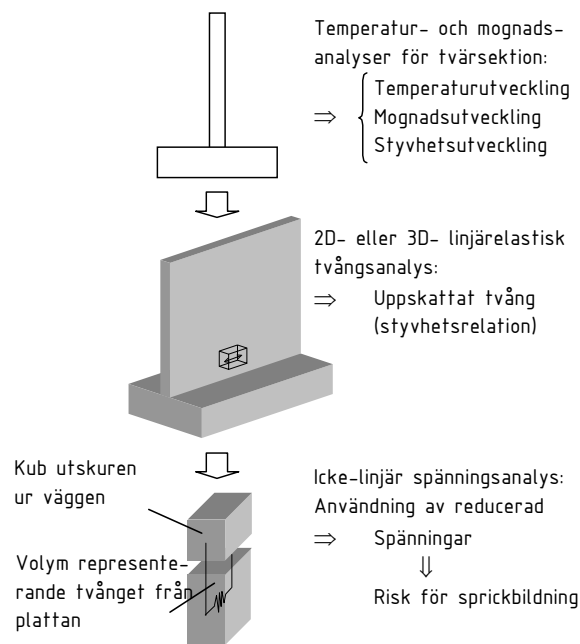 Temperatur- och mognads-
analyser för tvärsektion:
Temperaturutveckling
⇒ Mognadsutveckling
Styvhetsutveckling
2D- eller 3D- linjärelastisk
tvångsanalys:
⇒ Uppskattat tvång
(styvhetsrelation)
Kub utskuren
ur väggen
Volym represente-
rande tvånget från
plattan
Icke-linjär spänningsanalys:
Användning av reducerad
⇒ Spänningar
⇓
Risk för sprickbildning